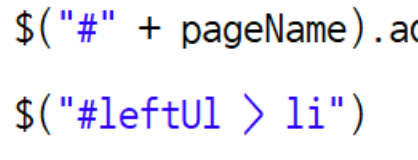 $("#" + pageName).ad
$("#leftUl > li")